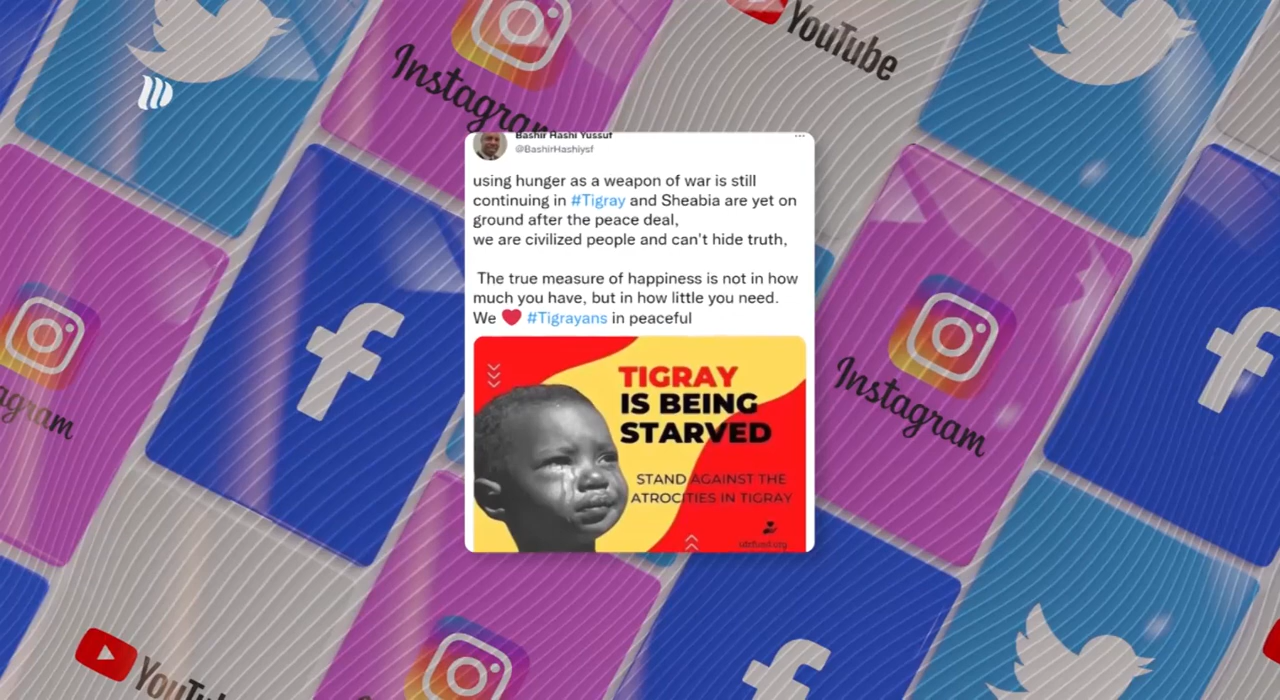 YouTube
Instagram
Bashir Hashi Yussuf
@BashirHashiysf
using hunger as a weapon of war is still
continuing in #Tigray and Sheabia are yet on
ground after the peace deal,
we are civilized people and can't hide truth,
The true measure of happiness is not in how
much you have, but in how little you need.
We ❤️ #Tigrayans in peaceful
TIGRAY
IS BEING
STARVED
STAND AGAINST THE
ATROCITIES IN TIGRAY
Instagram
agram
YouTu